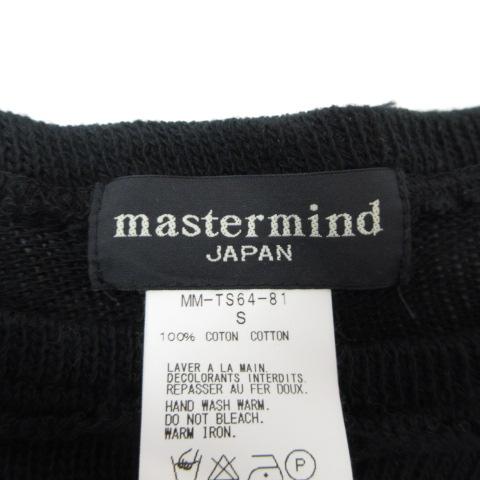 mastermind
JAPAN
MM-TS64-81
S
100% COTON COTTON
LAVER A LA MAIN.
DECOLORANTS INTERDITS.
REPASSER AU FER DOUX.
HAND WASH WARM.
DO NOT BLEACH.
WARM IRON.
P